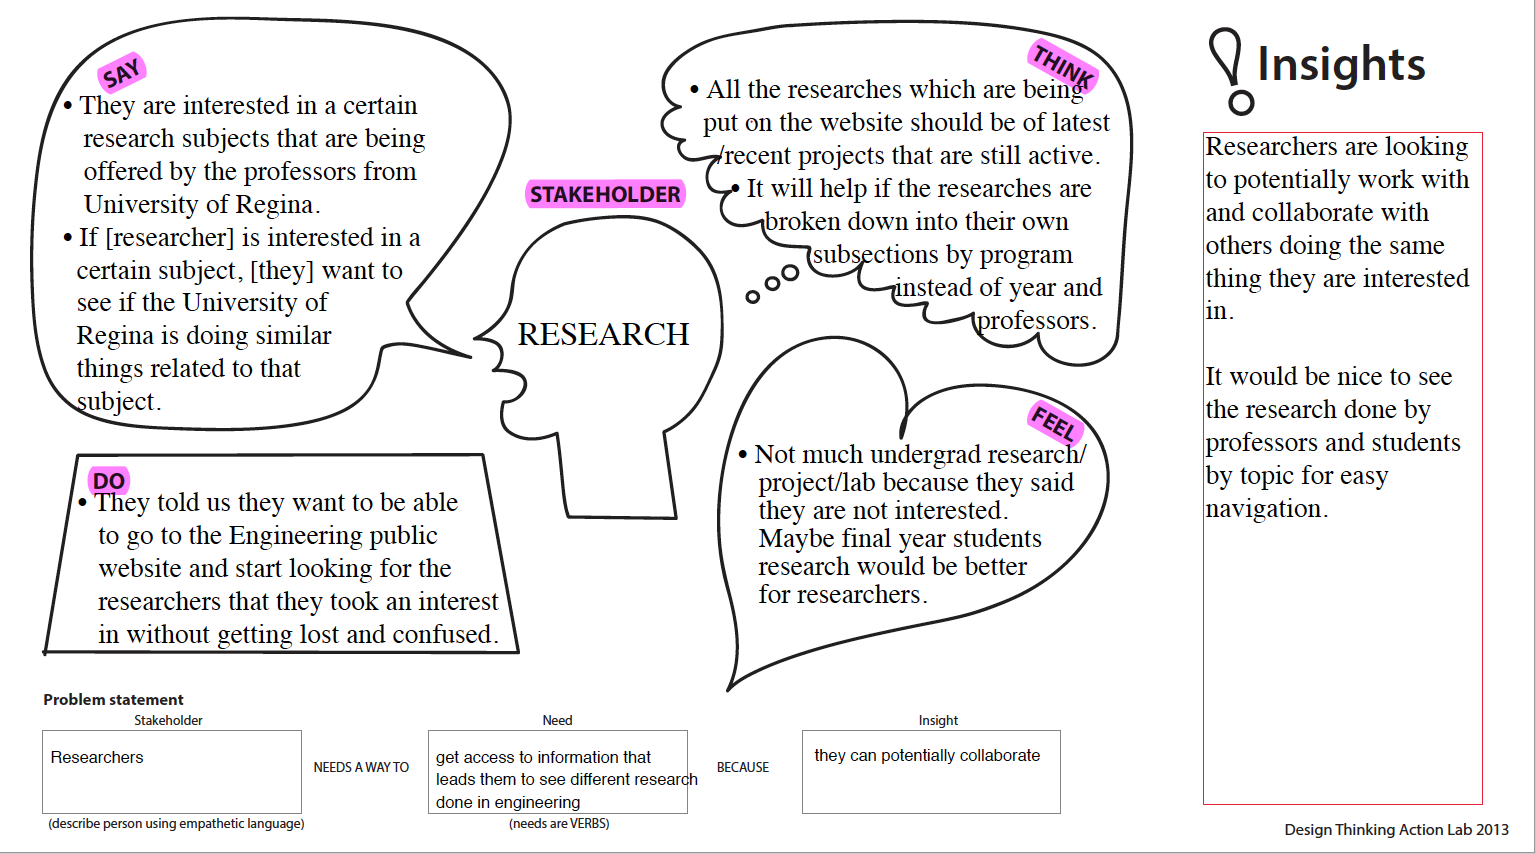 SAY
• They are interested in a certain
research subjects that are being
offered by the professors from
University of Regina.
• If [researcher] is interested in a
certain subject, [they] want to
see if the University of
Regina is doing similar
things related to that
subject.
STAKEHOLDER
RESEARCH
THINK
• All the researches which are being
put on the website should be of latest
/recent projects that are still active.
• It will help if the researches are
broken down into their own
subsections by program
instead of year and
professors.
DO
• They told us they want to be able
to go to the Engineering public
website and start looking for the
researchers that they took an interest
in without getting lost and confused.
FEEL
• Not much undergrad research/
project/lab because they said
they are not interested.
Maybe final year students
research would be better
for researchers.
Insights
Researchers are looking
to potentially work with
and collaborate with
others doing the same
thing they are interested
in.
It would be nice to see
the research done by
professors and students
by topic for easy
navigation.
Problem statement
Stakeholder
Researchers
(describe person using empathetic language)
NEEDS A WAY TO
Need
get access to information that
leads them to see different research
done in engineering
(needs are VERBS)
BECAUSE
Insight
they can potentially collaborate
Design Thinking Action Lab 2013